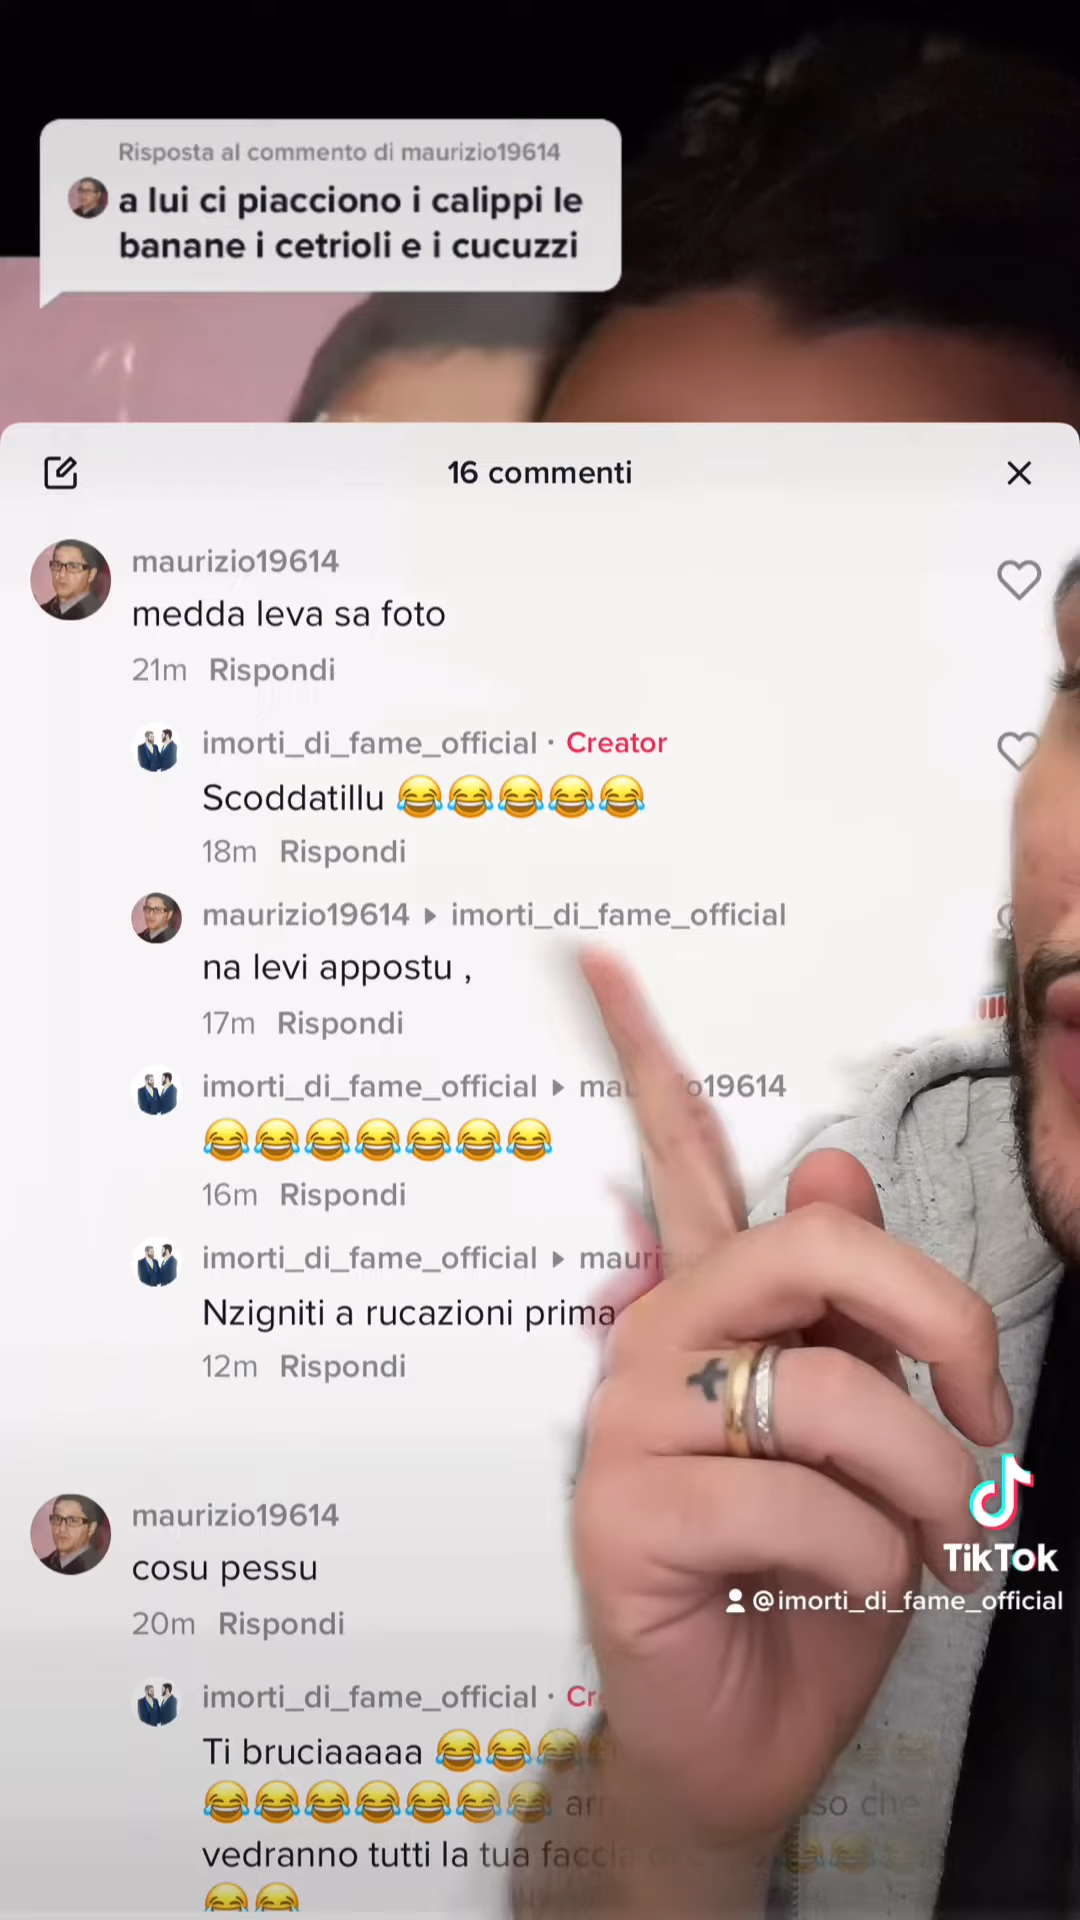 Risposta al commento di maurizio19614
a lui ci piacciono i calippi le
banane i cetrioli e i cucuzzi
16 commenti
maurizio19614
medda leva sa foto
21m Rispondi
imorti_di_fame_official · Creator
Scoddatillu 😂😂😂😂😂
18m Rispondi
maurizio19614 ▸ imorti_di_fame_official
na levi appostu ,
17m Rispondi
imorti_di_fame_official ▸
😂😂😂😂😂😂😂
16m Rispondi
imorti_di_fame_official ▸
Nzigniti a rucazioni prima
12m Rispondi
maurizio19614
cosu pessu
20m Rispondi
imorti_di_fame_official ·
Ti bruciaaaaa 😂😂😂
😂😂😂😂😂😂😂 che
vedranno tutti la tua faccia
😂😂
TikTok
@imorti_di_fame_official